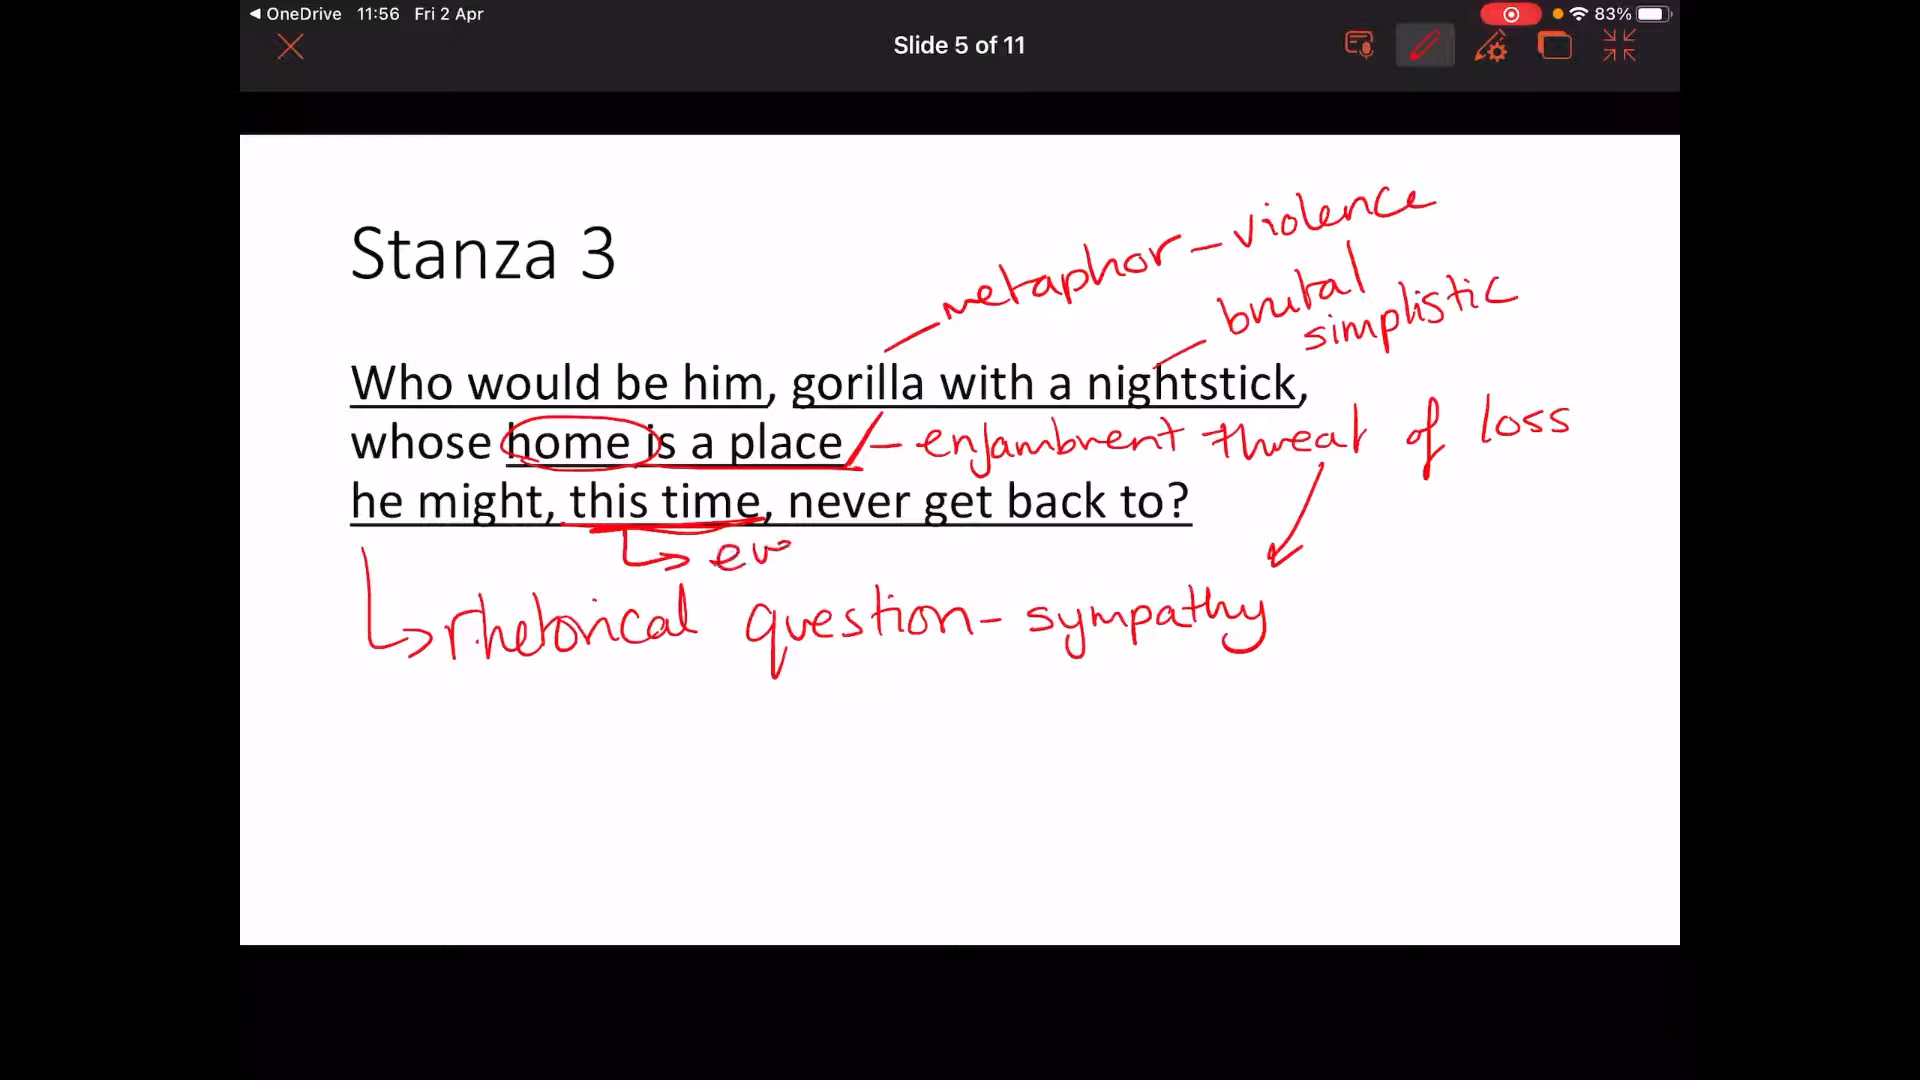 OneDrive 11:56 Fri 2 Apr 83%
Slide 5 of 11
Stanza 3
metaphor - violence
brutal
simplistic
Who would be him, gorilla with a nightstick,
whose home is a place - enjambment threat of loss
he might, this time, never get back to?
rhetorical question - sympathy